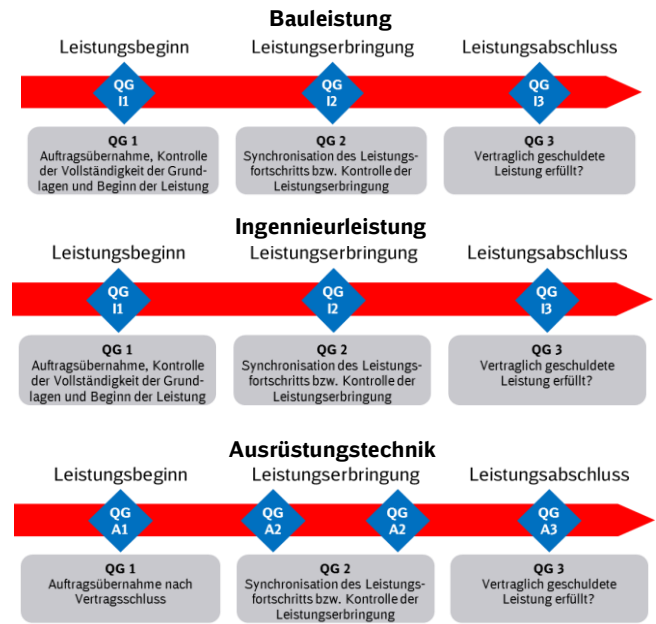 Bauleistung
Leistungsbeginn
Leistungserbringung
Leistungsabschluss
QG
I1
QG
I2
QG
I3
QG 1
Auftragsübernahme, Kontrolle
der Vollständigkeit der Grund-
lagen und Beginn der Leistung
QG 2
Synchronisation des Leistungs-
fortschritts bzw. Kontrolle der
Leistungserbringung
QG 3
Vertraglich geschuldete
Leistung erfüllt?
Ingennieurleistung
Leistungsbeginn
Leistungserbringung
Leistungsabschluss
QG
I1
QG
I2
QG
I3
QG 1
Auftragsübernahme, Kontrolle
der Vollständigkeit der Grund-
lagen und Beginn der Leistung
QG 2
Synchronisation des Leistungs-
fortschritts bzw. Kontrolle der
Leistungserbringung
QG 3
Vertraglich geschuldete
Leistung erfüllt?
Ausrüstungstechnik
Leistungsbeginn
Leistungserbringung
Leistungsabschluss
QG
A1
QG
A2
QG
A2
QG
A3
QG 1
Auftragsübernahme nach
Vertragsschluss
QG 2
Synchronisation des Leistungs-
fortschritts bzw. Kontrolle der
Leistungserbringung
QG 3
Vertraglich geschuldete
Leistung erfüllt?